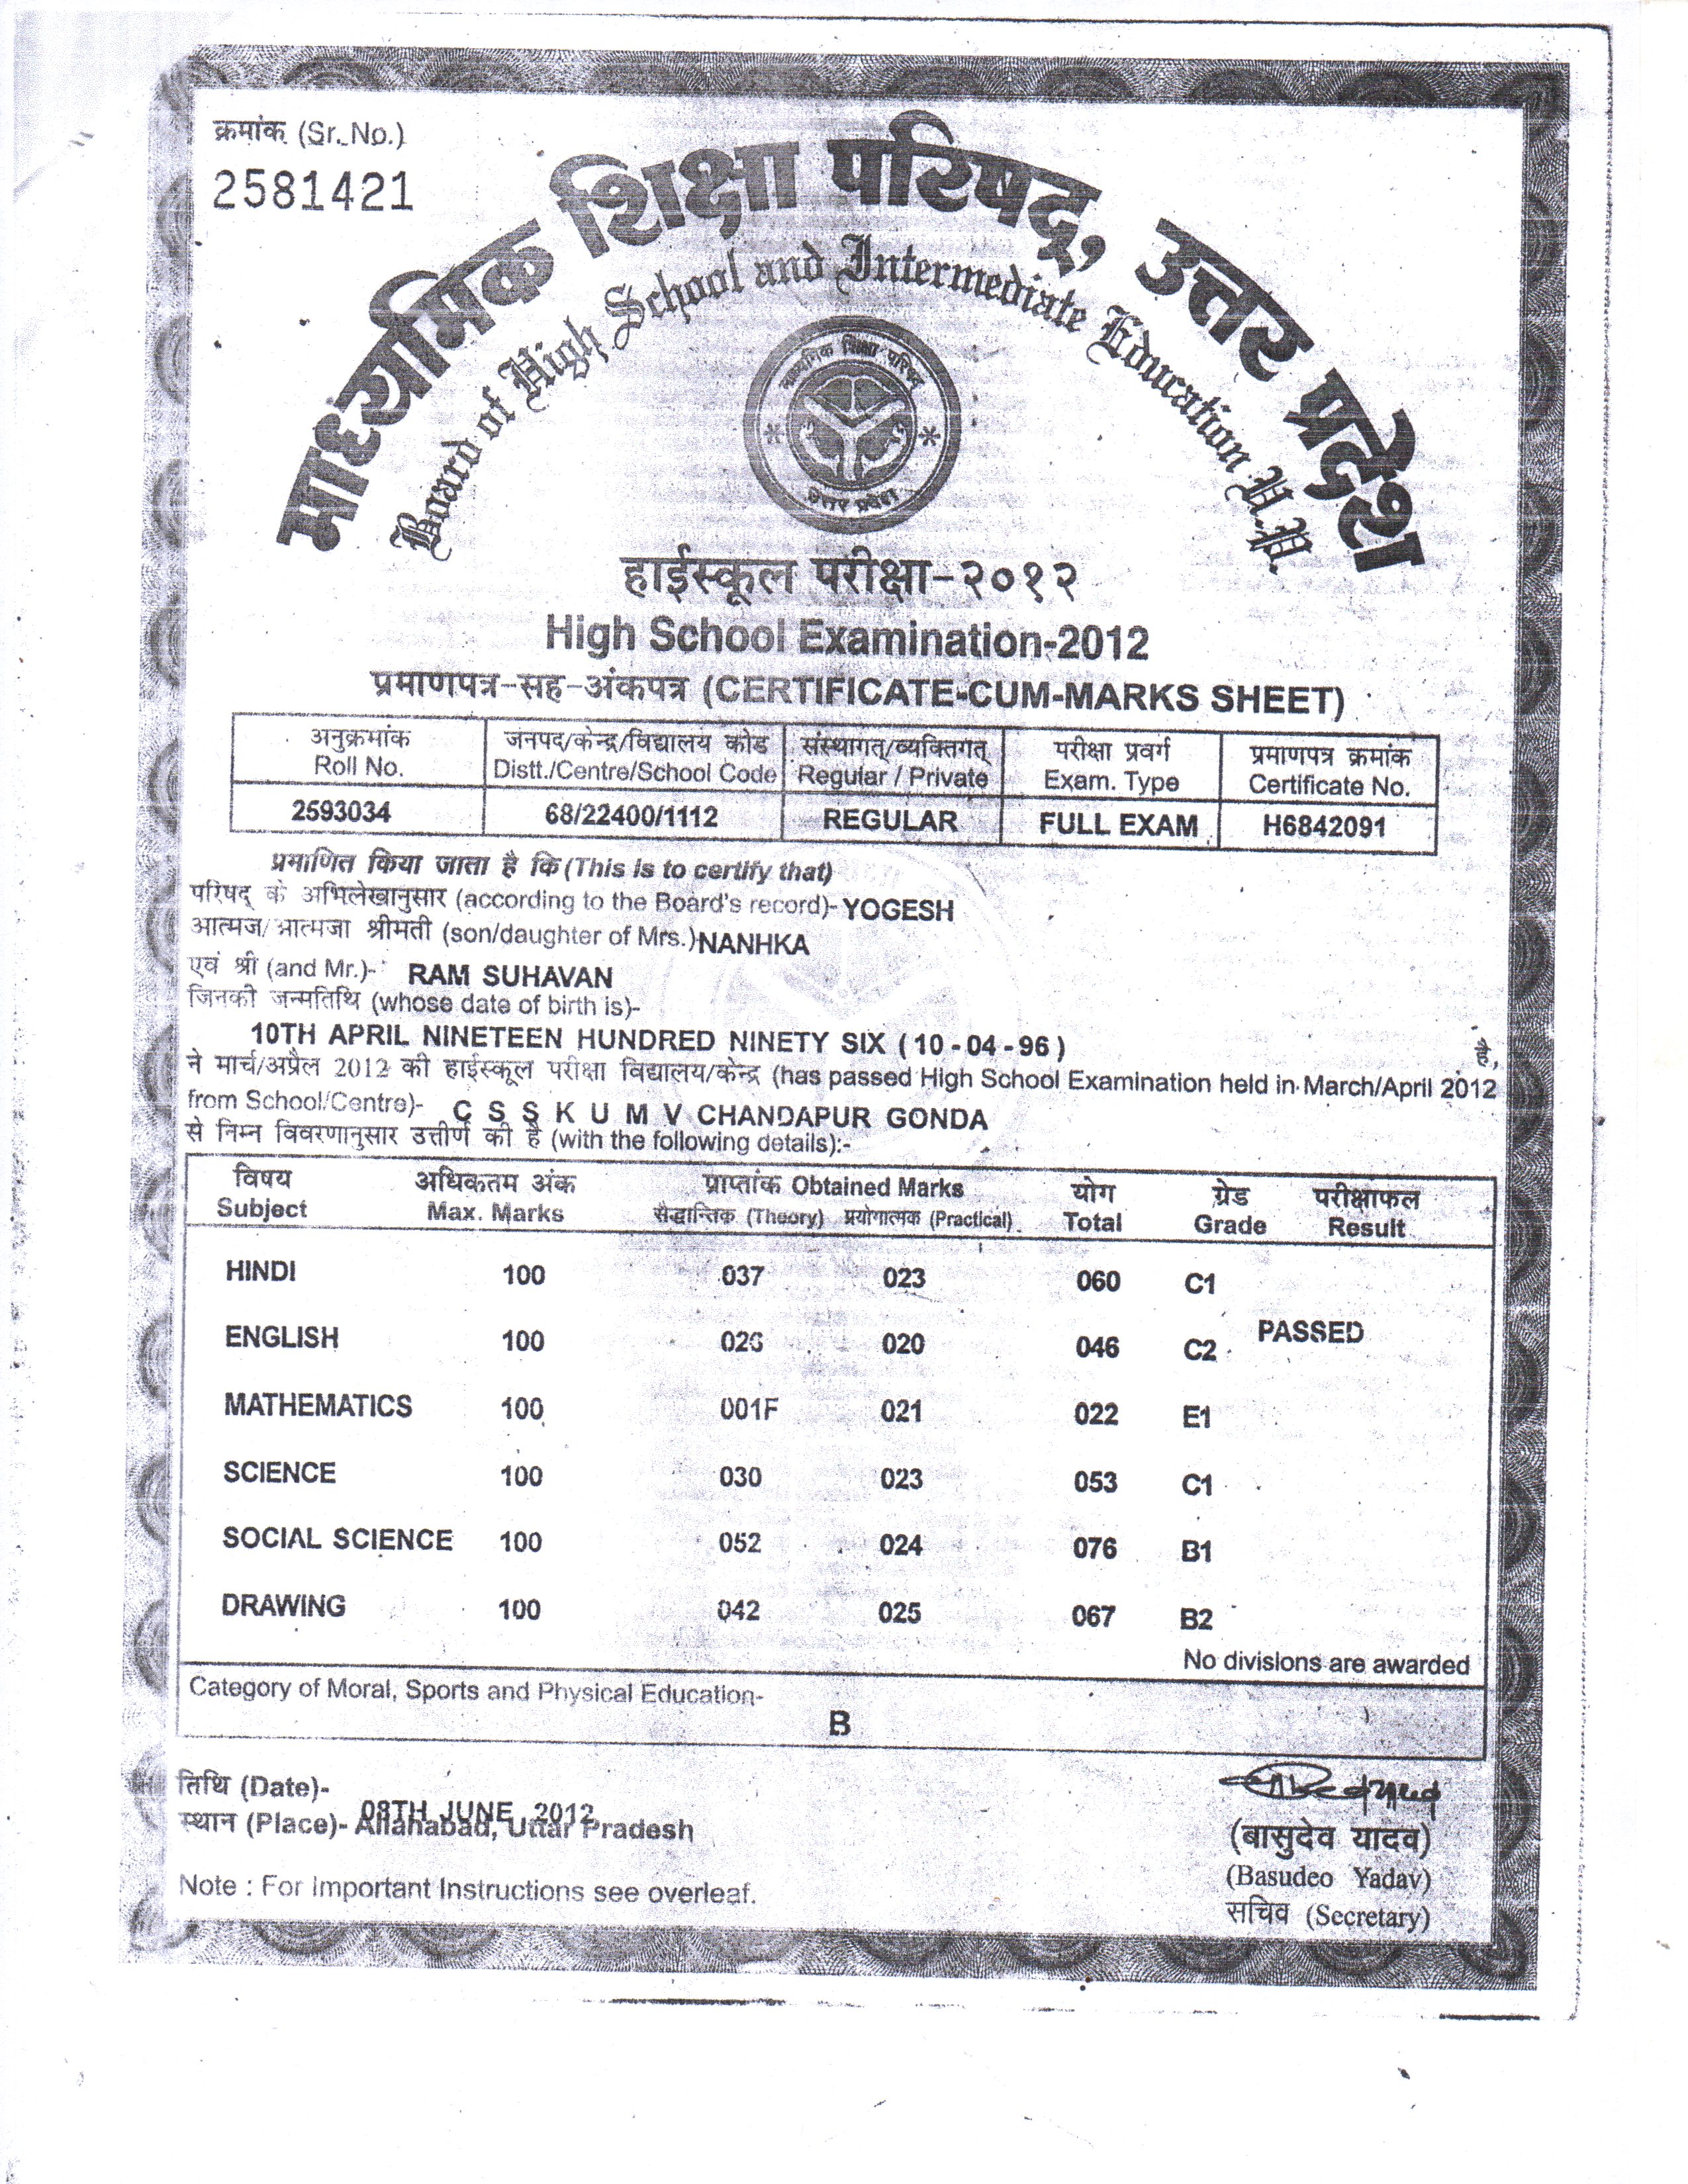 क्रमांक (Sr. No.)
2581421
माध्यमिक शिक्षा परिषद्, उत्तर प्रदेश
Board of High School and Intermediate Education U.P.
माध्यमिक शिक्षा परिषद्
उत्तर प्रदेश
हाईस्कूल परीक्षा-२०१२
High School Examination-2012
प्रमाणपत्र-सह-अंकपत्र (CERTIFICATE-CUM-MARKS SHEET)
अनुक्रमांक जनपद/केन्द्र/विद्यालय कोड संस्थागत्/व्यक्तिगत् परीक्षा प्रवर्ग प्रमाणपत्र क्रमांक
Roll No. Distt./Centre/School Code Regular / Private Exam. Type Certificate No.
2593034 68/22400/1112 REGULAR FULL EXAM H6842091
प्रमाणित किया जाता है कि (This is to certify that)
परिषद् के अभिलेखानुसार (according to the Board's record)- YOGESH
आत्मज/आत्मजा श्रीमती (son/daughter of Mrs.) NANHKA
एवं श्री (and Mr.)- RAM SUHAVAN
जिनकी जन्मतिथि (whose date of birth is)-
10TH APRIL NINETEEN HUNDRED NINETY SIX ( 10 - 04 - 96 )
ने मार्च/अप्रैल 2012 की हाईस्कूल परीक्षा विद्यालय/केन्द्र (has passed High School Examination held in March/April 2012
from School/Centre)- C S S K U M V CHANDAPUR GONDA
से निम्न विवरणानुसार उत्तीर्ण की है (with the following details):-
विषय अधिकतम अंक प्राप्तांक Obtained Marks योग ग्रेड परीक्षाफल
Subject Max. Marks सैद्धान्तिक (Theory) प्रयोगात्मक (Practical) Total Grade Result
HINDI 100 037 023 060 C1
PASSED
ENGLISH 100 026 020 046 C2
MATHEMATICS 100 001F 021 022 E1
SCIENCE 100 030 023 053 C1
SOCIAL SCIENCE 100 052 024 076 B1
DRAWING 100 042 025 067 B2
No divisions are awarded
Category of Moral, Sports and Physical Education-
B
तिथि (Date)-
08TH JUNE, 2012
स्थान (Place)- Allahabad, Uttar Pradesh
(बासुदेव यादव)
(Basudeo Yadav)
सचिव (Secretary)
Note : For Important Instructions see overleaf.